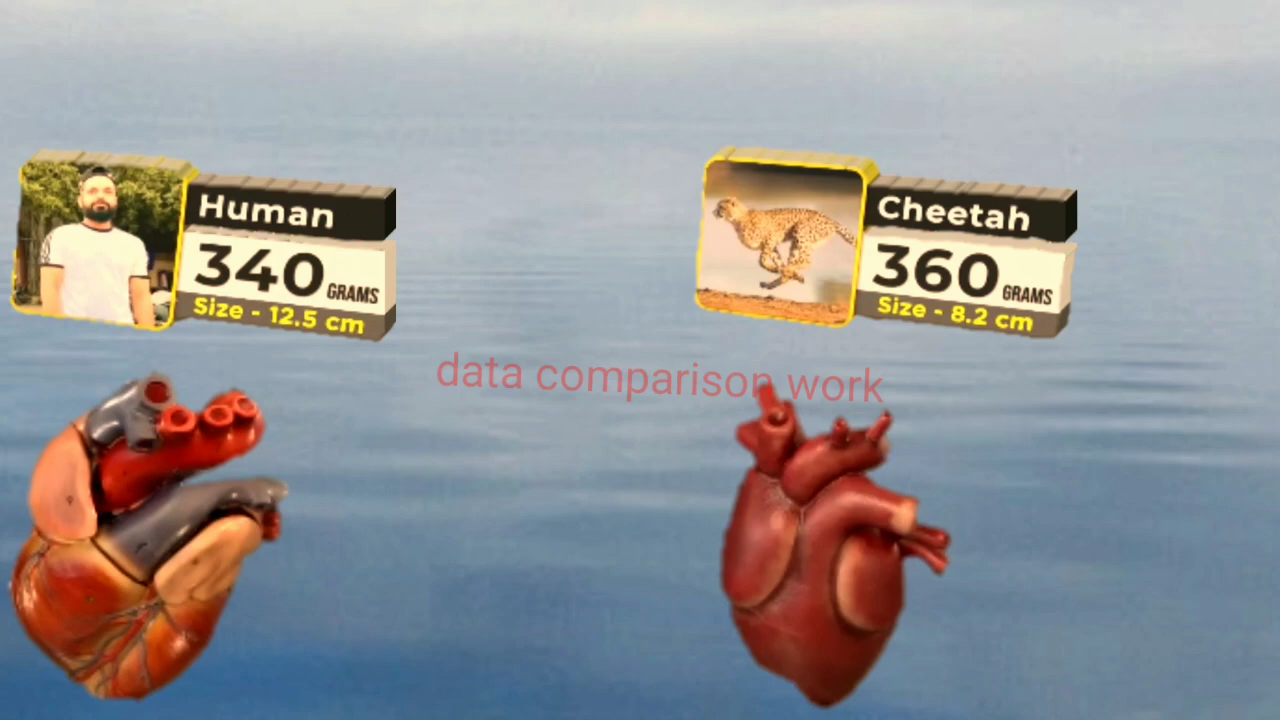 Human
340 GRAMS
Size - 12.5 cm
Cheetah
360 GRAMS
Size - 8.2 cm
data comparison work